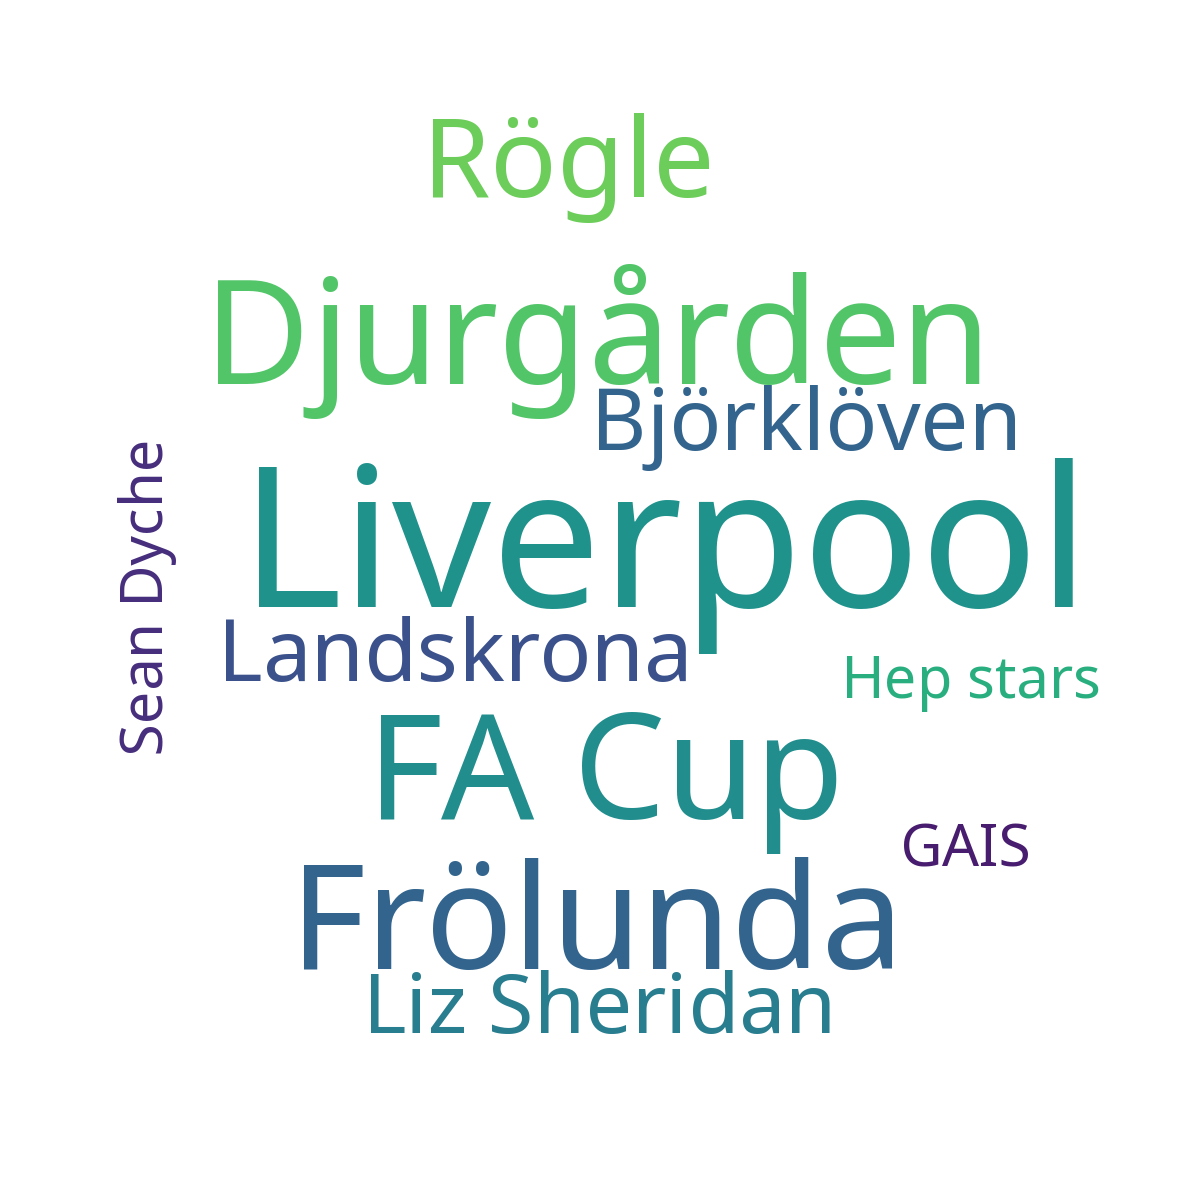 Rögle
Djurgården
Björklöven
Sean Dyche
Liverpool
Landskrona
Hep stars
FA Cup
GAIS
Frölunda
Liz Sheridan